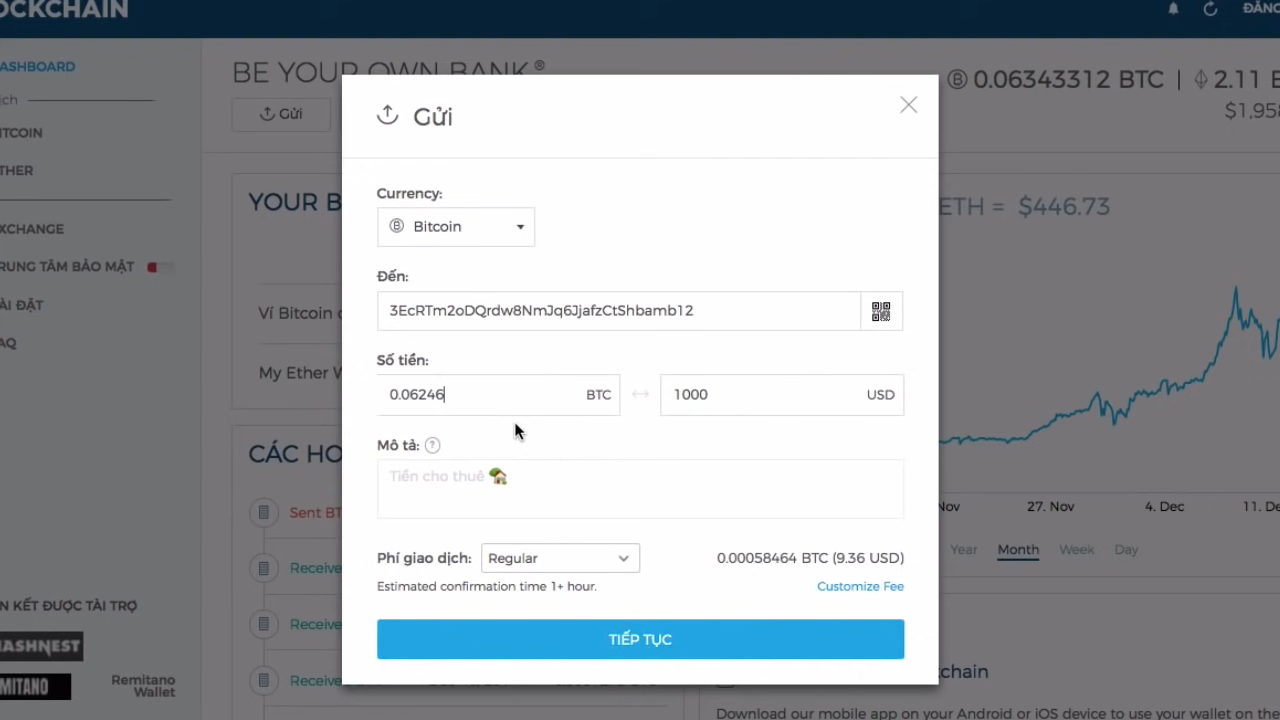 OCKCHAIN
ĐĂNG
ASHBOARD
ịch
ITCOIN
THER
XCHANGE
RUNG TÂM BẢO MẬT
ÀI ĐẶT
AQ
N KẾT ĐƯỢC TÀI TRỢ
HASHNEST
MITANO
Remitano
Wallet
BE YOUR OWN BANK®
Gửi
0.06343312 BTC | 2.11 E
$1,958
YOUR B
Ví Bitcoin
My Ether W
ETH = $446.73
Nov 27. Nov 4. Dec 11. De
Year Month Week Day
CÁC HO
Sent BT
Receive
Receive
Receive
chain
Download our mobile app on your Android or iOS device to use your wallet on the
Gửi
Currency:
Bitcoin
Đến:
3EcRTm2oDQrdw8NmJq6JjafzCtShbamb12
Số tiền:
0.06246 BTC 1000 USD
Mô tả: ?
Tiền cho thuê 🏡
Phí giao dịch: Regular 0.00058464 BTC (9.36 USD)
Estimated confirmation time 1+ hour. Customize Fee
TIẾP TỤC